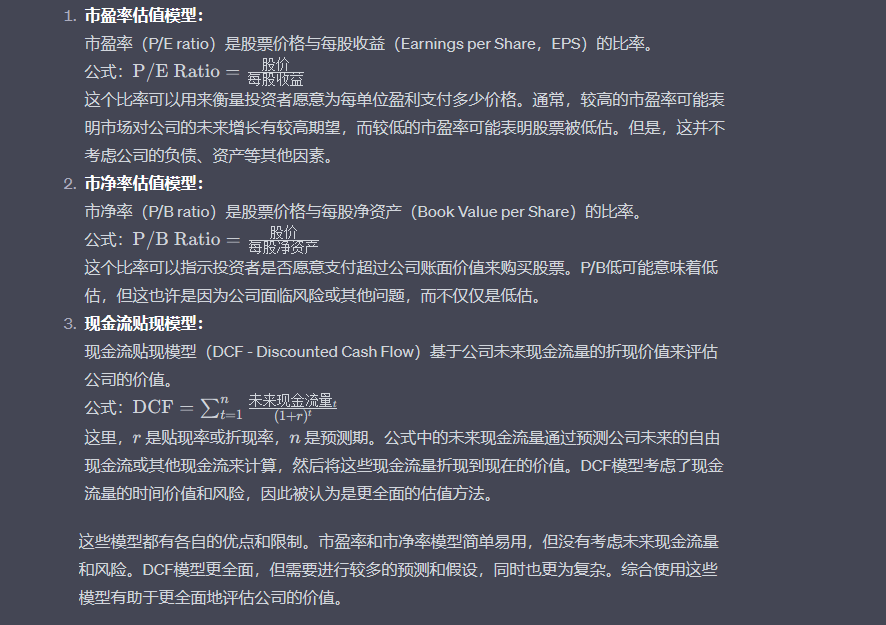 1. 市盈率估值模型：
市盈率（P/E ratio）是股票价格与每股收益（Earnings per Share，EPS）的比率。
公式：P/E Ratio = 股价/每股收益
这个比率可以用来衡量投资者愿意为每单位盈利支付多少价格。通常，较高的市盈率可能表
明市场对公司的未来增长有较高期望，而较低的市盈率可能表明股票被低估。但是，这并不
考虑公司的负债、资产等其他因素。
2. 市净率估值模型：
市净率（P/B ratio）是股票价格与每股净资产（Book Value per Share）的比率。
公式：P/B Ratio = 股价/每股净资产
这个比率可以指示投资者是否愿意支付超过公司账面价值来购买股票。P/B低可能意味着低
估，但这也许是因为公司面临风险或其他问题，而不仅仅是低估。
3. 现金流贴现模型：
现金流贴现模型（DCF - Discounted Cash Flow）基于公司未来现金流量的折现价值来评估
公司的价值。
公式：DCF = ∑ⁿₜ₌₁ 未来现金流量ₜ/(1+r)ᵗ
这里，r 是贴现率或折现率，n 是预测期。公式中的未来现金流量通过预测公司未来的自由
现金流或其他现金流来计算，然后将这些现金流量折现到现在的价值。DCF模型考虑了现金
流量的时间价值和风险，因此被认为是更全面的估值方法。
这些模型都有各自的优点和限制。市盈率和市净率模型简单易用，但没有考虑未来现金流量
和风险。DCF模型更全面，但需要进行较多的预测和假设，同时也更为复杂。综合使用这些
模型有助于更全面地评估公司的价值。